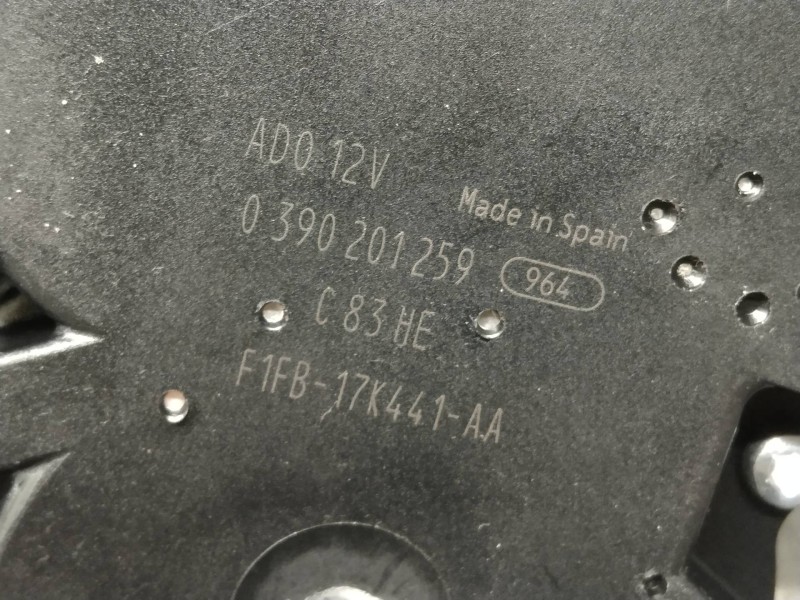 ADO 12V
Made in Spain
0 390 201 259
964
C 83 HE
F1FB-17K441-AA